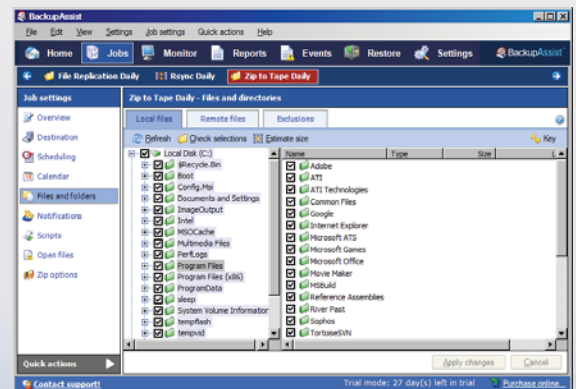 BackupAssist
File Edit View Settings Job settings Quick actions Help
Home Jobs Monitor Reports Events Restore Settings BackupAssist
File Replication Daily Rsync Daily Zip to Tape Daily
Job settings
Zip to Tape Daily - Files and directories
Overview
Destination
Scheduling
Calendar
Files and folders
Notifications
Scripts
Open files
Zip options
Local files Remote files Exclusions
Refresh Check selections Estimate size Key
Local Disk (C:)
$Recycle.Bin
Boot
Config.Msi
Documents and Settings
ImageOutput
Intel
MSOCache
Multimedia Files
PerfLogs
Program Files
Program Files (x86)
ProgramData
sleep
System Volume Information
tempflash
tempvid
Name Type Size
Adobe
ATI
ATI Technologies
Common Files
Google
Internet Explorer
Microsoft ATS
Microsoft Games
Microsoft Office
Movie Maker
MSBuild
Reference Assemblies
River Past
Sophos
TortoiseSVN
Quick actions
Apply changes Cancel
Contact support!
Trial mode: 27 day(s) left in trial Purchase online...